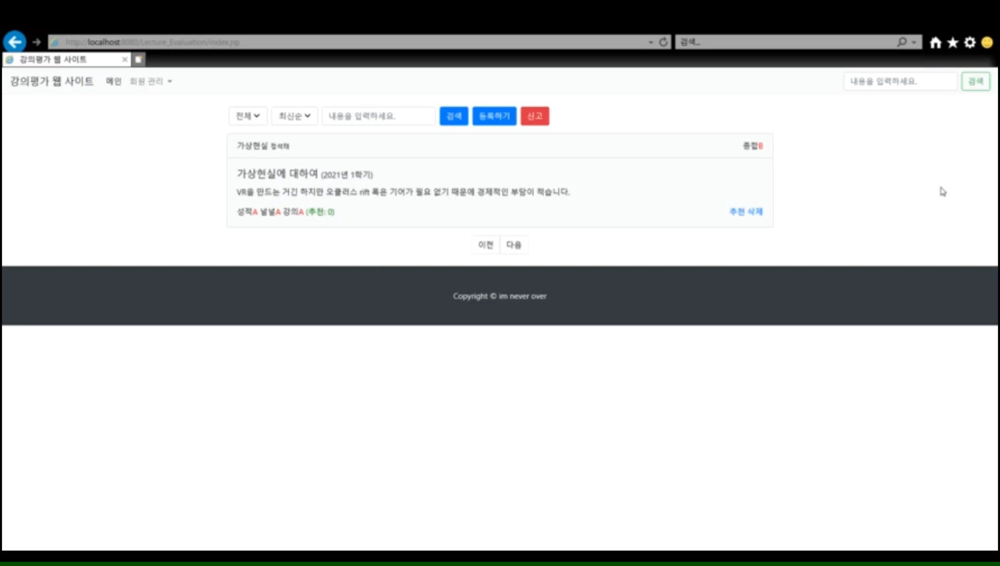 http://localhost:8080/Lecture_Evaluation/index.jsp
검색...
강의평가 웹 사이트
강의평가 웹 사이트 메인 회원 관리 내용을 입력하세요. 검색
전체 최신순 내용을 입력하세요. 검색 등록하기 신고
가상현실 정석태 종합B
가상현실에 대하여 (2021년 1학기)
VR을 만드는 거긴 하지만 오큘러스 rift 혹은 기어가 필요 없기 때문에 경제적인 부담이 적습니다.
성적A 널널A 강의A (추천: 0) 추천 삭제
이전 다음
Copyright © im never over